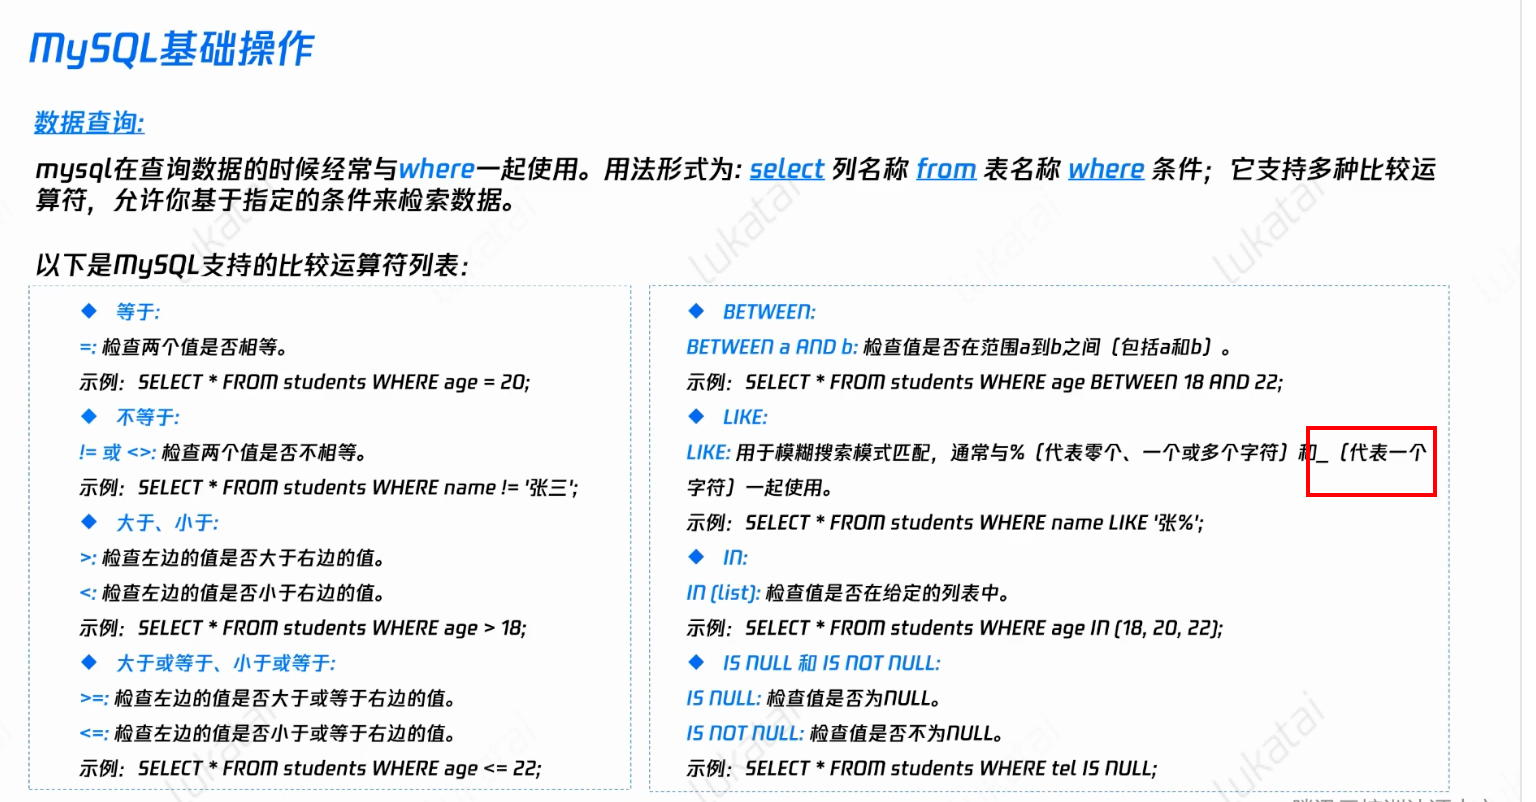 MySQL基础操作
数据查询:
mysql在查询数据的时候经常与where一起使用。用法形式为: select 列名称 from 表名称 where 条件；它支持多种比较运
算符，允许你基于指定的条件来检索数据。
以下是MySQL支持的比较运算符列表：
◆ 等于:
=: 检查两个值是否相等。
示例：SELECT * FROM students WHERE age = 20;
◆ 不等于:
!= 或 <>: 检查两个值是否不相等。
示例：SELECT * FROM students WHERE name != '张三';
◆ 大于、小于:
>: 检查左边的值是否大于右边的值。
<: 检查左边的值是否小于右边的值。
示例：SELECT * FROM students WHERE age > 18;
◆ 大于或等于、小于或等于:
>=: 检查左边的值是否大于或等于右边的值。
<=: 检查左边的值是否小于或等于右边的值。
示例：SELECT * FROM students WHERE age <= 22;
◆ BETWEEN:
BETWEEN a AND b: 检查值是否在范围a到b之间（包括a和b）。
示例：SELECT * FROM students WHERE age BETWEEN 18 AND 22;
◆ LIKE:
LIKE: 用于模糊搜索模式匹配，通常与%（代表零个、一个或多个字符）和_（代表一个
字符）一起使用。
示例：SELECT * FROM students WHERE name LIKE '张%';
◆ IN:
IN (list): 检查值是否在给定的列表中。
示例：SELECT * FROM students WHERE age IN (18, 20, 22);
◆ IS NULL 和 IS NOT NULL:
IS NULL: 检查值是否为NULL。
IS NOT NULL: 检查值是否不为NULL。
示例：SELECT * FROM students WHERE tel IS NULL;
lukatai
lukatai
lukatai
lukatai
lukatai
lukatai